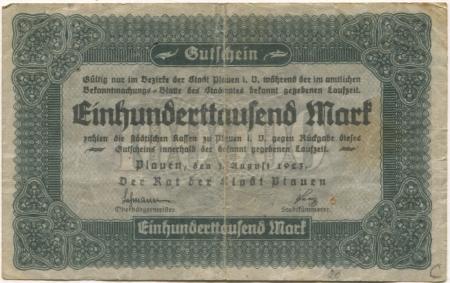 Gutschein
Gültig nur im Bezirke der Stadt Plauen i. V. während der im amtlichen
Bekanntmachungs-Blatte des Stadtrates bekannt gegebenen Laufzeit.
Einhunderttausend Mark
zahlen die städtischen Kassen zu Plauen i. V. gegen Rückgabe dieses
Gutscheins innerhalb der bekannt gegebenen Laufzeit.
Plauen, den August 1923.
Der Rat der Stadt Plauen
Oberbürgermeister. Stadtkämmerer.
Einhunderttausend Mark
C